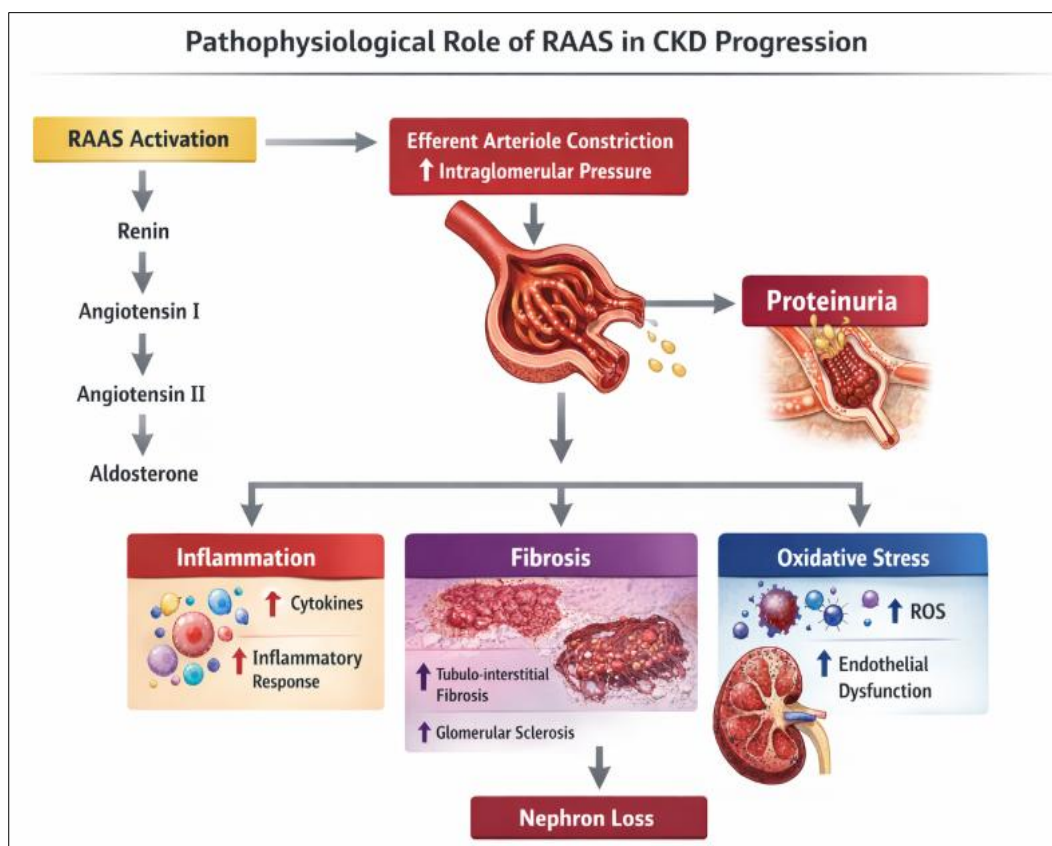 Pathophysiological Role of RAAS in CKD Progression
RAAS Activation
Efferent Arteriole Constriction
↑ Intraglomerular Pressure
Renin
Angiotensin I
Angiotensin II
Aldosterone
Proteinuria
Inflammation
↑ Cytokines
↑ Inflammatory
Response
Fibrosis
↑ Tubulo-interstitial
Fibrosis
↑ Glomerular Sclerosis
Oxidative Stress
↑ ROS
↑ Endothelial
Dysfunction
Nephron Loss